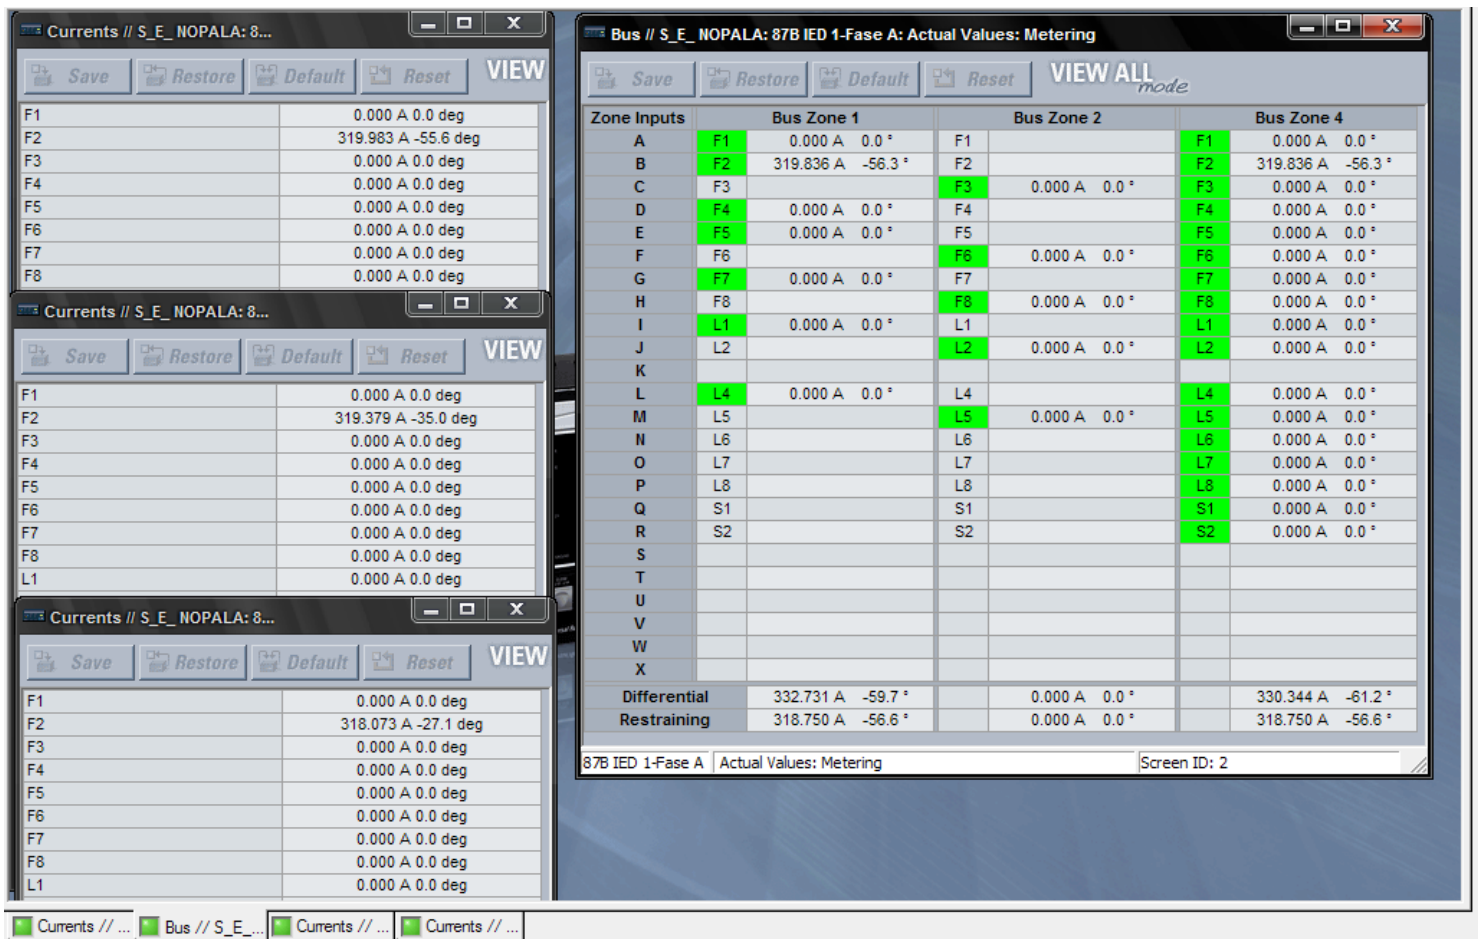 Currents // S_E_ NOPALA: 8...
Save Restore Default Reset VIEW
F1 0.000 A 0.0 deg
F2 319.983 A -55.6 deg
F3 0.000 A 0.0 deg
F4 0.000 A 0.0 deg
F5 0.000 A 0.0 deg
F6 0.000 A 0.0 deg
F7 0.000 A 0.0 deg
F8 0.000 A 0.0 deg
Currents // S_E_ NOPALA: 8...
Save Restore Default Reset VIEW
F1 0.000 A 0.0 deg
F2 319.379 A -35.0 deg
F3 0.000 A 0.0 deg
F4 0.000 A 0.0 deg
F5 0.000 A 0.0 deg
F6 0.000 A 0.0 deg
F7 0.000 A 0.0 deg
F8 0.000 A 0.0 deg
L1 0.000 A 0.0 deg
Currents // S_E_ NOPALA: 8...
Save Restore Default Reset VIEW
F1 0.000 A 0.0 deg
F2 318.073 A -27.1 deg
F3 0.000 A 0.0 deg
F4 0.000 A 0.0 deg
F5 0.000 A 0.0 deg
F6 0.000 A 0.0 deg
F7 0.000 A 0.0 deg
F8 0.000 A 0.0 deg
L1 0.000 A 0.0 deg
Bus // S_E_ NOPALA: 87B IED 1-Fase A: Actual Values: Metering
Save Restore Default Reset VIEW ALL mode
Zone Inputs Bus Zone 1 Bus Zone 2 Bus Zone 4
A F1 0.000 A 0.0 ° F1 F1 0.000 A 0.0 °
B F2 319.836 A -56.3 ° F2 F2 319.836 A -56.3 °
C F3 F3 0.000 A 0.0 ° F3 0.000 A 0.0 °
D F4 0.000 A 0.0 ° F4 F4 0.000 A 0.0 °
E F5 0.000 A 0.0 ° F5 F5 0.000 A 0.0 °
F F6 F6 0.000 A 0.0 ° F6 0.000 A 0.0 °
G F7 0.000 A 0.0 ° F7 F7 0.000 A 0.0 °
H F8 F8 0.000 A 0.0 ° F8 0.000 A 0.0 °
I L1 0.000 A 0.0 ° L1 L1 0.000 A 0.0 °
J L2 L2 0.000 A 0.0 ° L2 0.000 A 0.0 °
K
L L4 0.000 A 0.0 ° L4 L4 0.000 A 0.0 °
M L5 L5 0.000 A 0.0 ° L5 0.000 A 0.0 °
N L6 L6 L6 0.000 A 0.0 °
O L7 L7 L7 0.000 A 0.0 °
P L8 L8 L8 0.000 A 0.0 °
Q S1 S1 S1 0.000 A 0.0 °
R S2 S2 S2 0.000 A 0.0 °
S
T
U
V
W
X
Differential 332.731 A -59.7 ° 0.000 A 0.0 ° 330.344 A -61.2 °
Restraining 318.750 A -56.6 ° 0.000 A 0.0 ° 318.750 A -56.6 °
87B IED 1-Fase A Actual Values: Metering Screen ID: 2
Currents // ... Bus // S_E_... Currents // ... Currents // ...